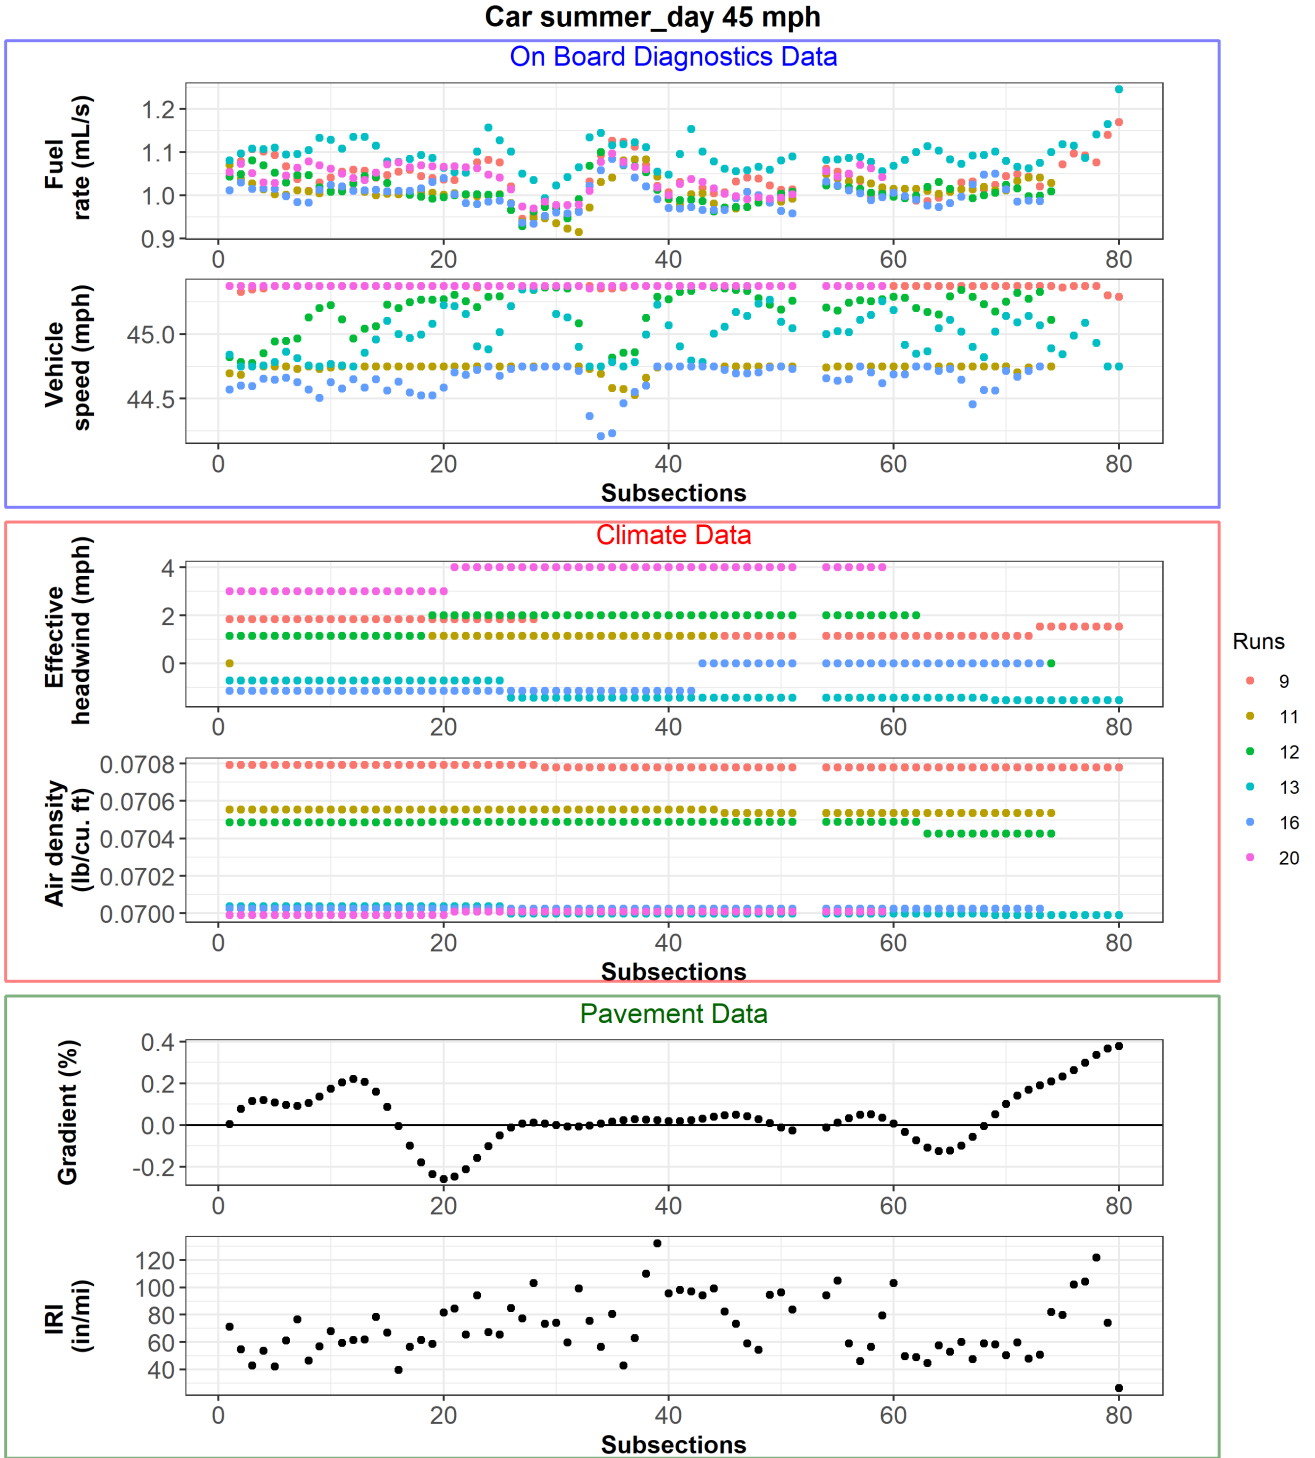 Car summer_day 45 mph
On Board Diagnostics Data
Fuel
rate (mL/s)
1.2
1.1
1.0
0.9
0 20 40 60 80
Vehicle
speed (mph)
45.0
44.5
0 20 40 60 80
Subsections
Climate Data
Effective
headwind (mph)
4
2
0
0 20 40 60 80
Air density
(lb/cu. ft)
0.0708
0.0706
0.0704
0.0702
0.0700
0 20 40 60 80
Subsections
Runs
9
11
12
13
16
20
Pavement Data
Gradient (%)
0.4
0.2
0.0
-0.2
0 20 40 60 80
IRI
(in/mi)
120
100
80
60
40
0 20 40 60 80
Subsections